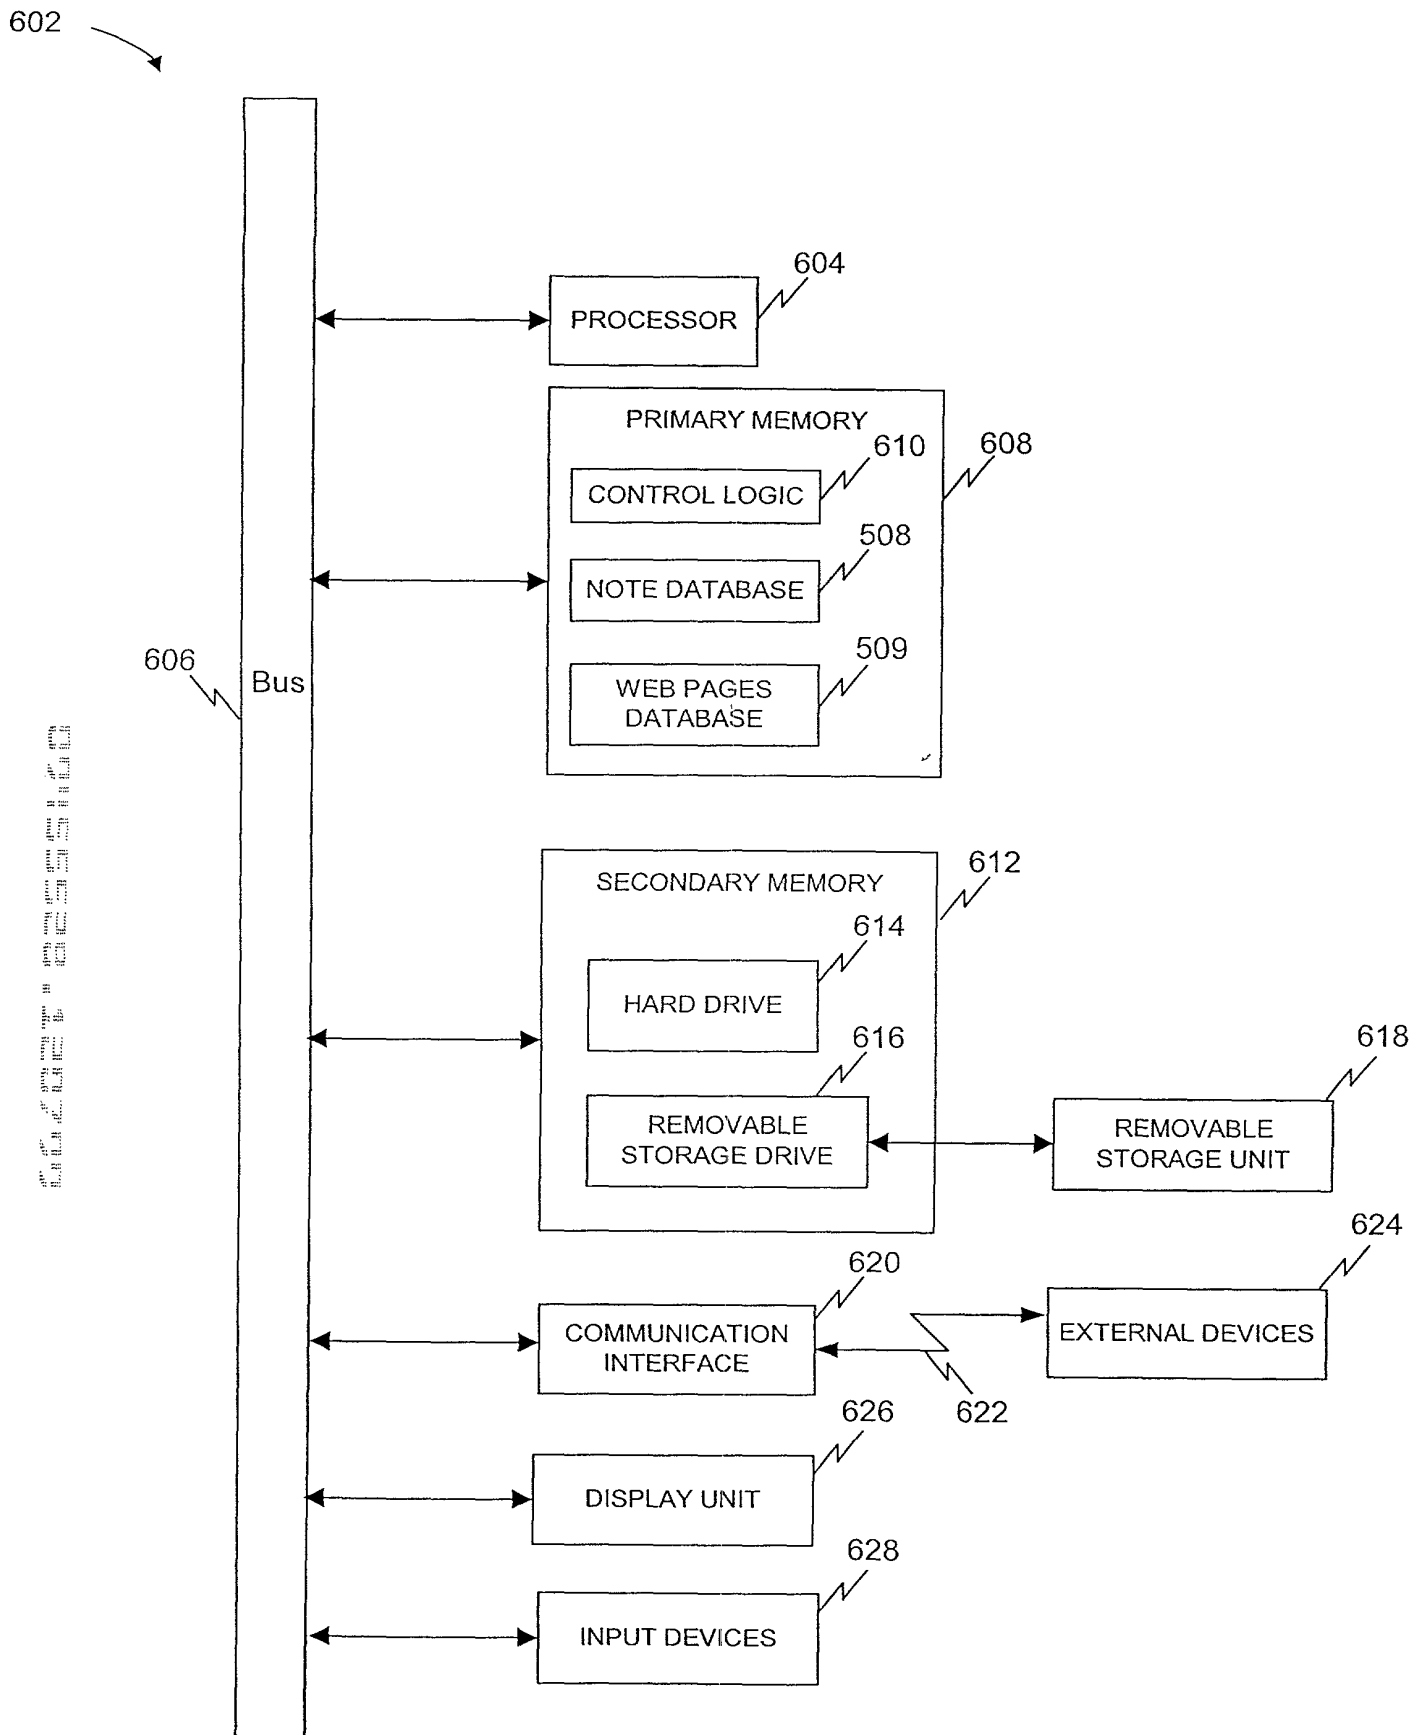 602
604
PROCESSOR
PRIMARY MEMORY
610
608
CONTROL LOGIC
508
NOTE DATABASE
509
606
Bus
WEB PAGES
DATABASE
612
SECONDARY MEMORY
614
HARD DRIVE
616
618
REMOVABLE
STORAGE DRIVE
REMOVABLE
STORAGE UNIT
624
620
COMMUNICATION
INTERFACE
EXTERNAL DEVICES
622
626
DISPLAY UNIT
628
INPUT DEVICES